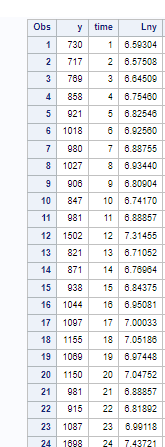 Obs y time Lny
1 730 1 6.59304
2 717 2 6.57508
3 769 3 6.64509
4 858 4 6.75460
5 921 5 6.82546
6 1018 6 6.92560
7 980 7 6.88755
8 1027 8 6.93440
9 906 9 6.80904
10 847 10 6.74170
11 981 11 6.88857
12 1502 12 7.31455
13 821 13 6.71052
14 871 14 6.76964
15 938 15 6.84375
16 1044 16 6.95081
17 1097 17 7.00033
18 1155 18 7.05186
19 1069 19 6.97448
20 1150 20 7.04752
21 981 21 6.88857
22 915 22 6.81892
23 1087 23 6.99118
24 1698 24 7.43721